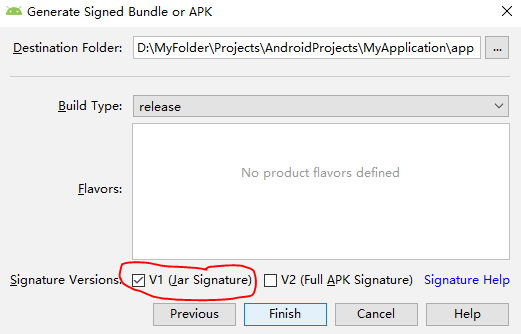 Generate Signed Bundle or APK
Destination Folder: D:\MyFolder\Projects\AndroidProjects\MyApplication\app ...
Build Type: release
No product flavors defined
Flavors:
Signature Versions: V1 (Jar Signature) V2 (Full APK Signature) Signature Help
Previous Finish Cancel Help